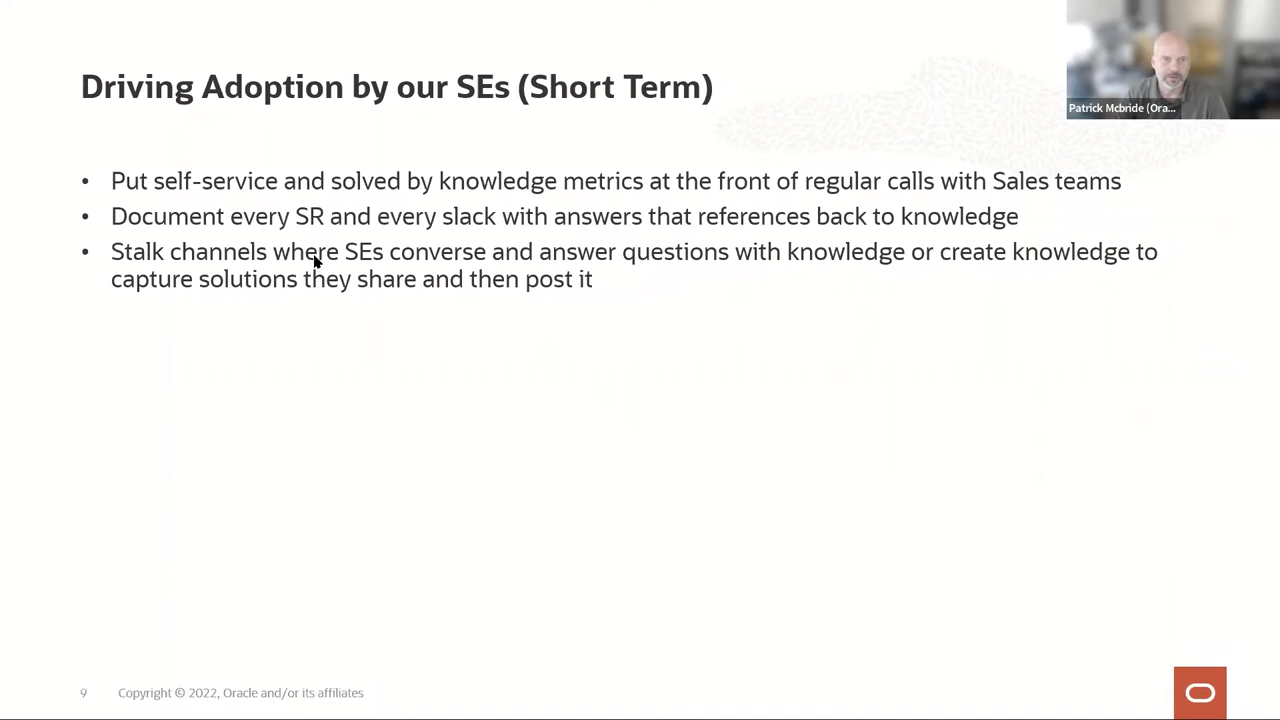 Driving Adoption by our SEs (Short Term)
Patrick Mcbride (Ora...
• Put self-service and solved by knowledge metrics at the front of regular calls with Sales teams
• Document every SR and every slack with answers that references back to knowledge
• Stalk channels where SEs converse and answer questions with knowledge or create knowledge to
capture solutions they share and then post it
9 Copyright © 2022, Oracle and/or its affiliates